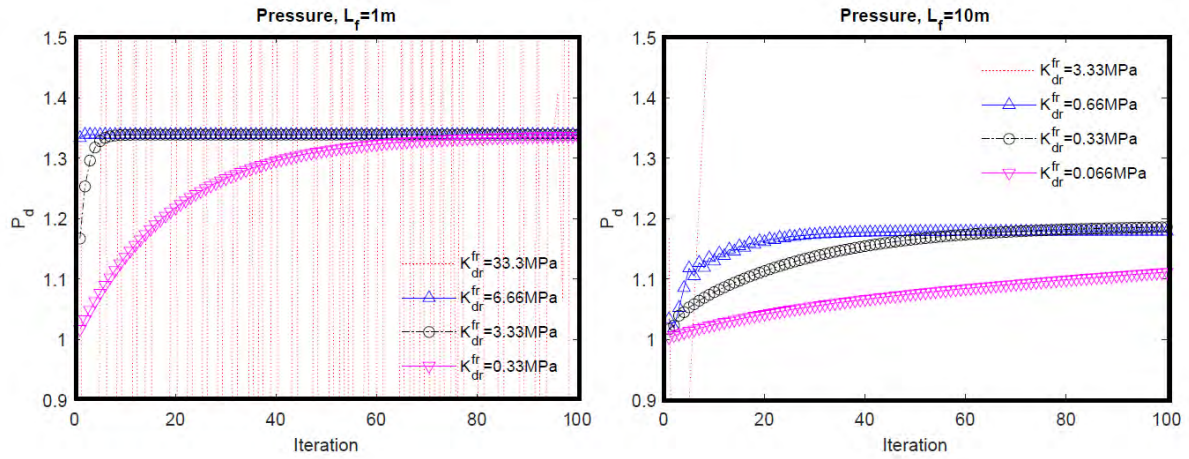 Pressure, L_f=1m
1.5
1.4
1.3
1.2
1.1
1
0.9
P_d
K_dr^fr=33.3MPa
K_dr^fr=6.66MPa
K_dr^fr=3.33MPa
K_dr^fr=0.33MPa
0 20 40 60 80 100
Iteration
Pressure, L_f=10m
1.5
1.4
1.3
1.2
1.1
1
0.9
P_d
K_dr^fr=3.33MPa
K_dr^fr=0.66MPa
K_dr^fr=0.33MPa
K_dr^fr=0.066MPa
0 20 40 60 80 100
Iteration